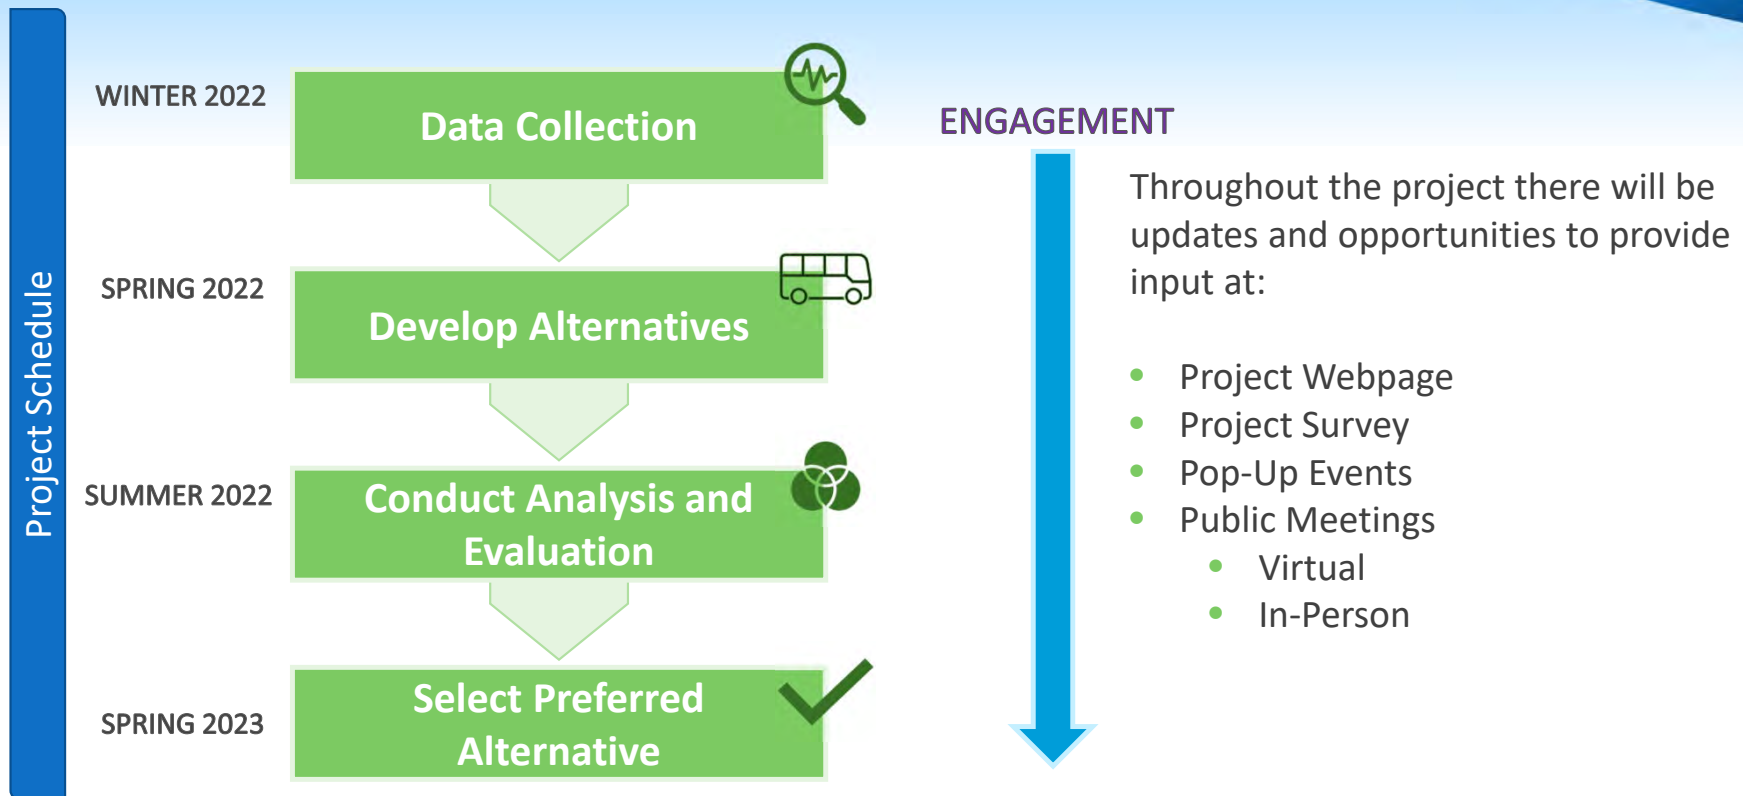 Project Schedule
WINTER 2022
Data Collection
SPRING 2022
Develop Alternatives
SUMMER 2022
Conduct Analysis and
Evaluation
SPRING 2023
Select Preferred
Alternative
ENGAGEMENT
Throughout the project there will be
updates and opportunities to provide
input at:
• Project Webpage
• Project Survey
• Pop-Up Events
• Public Meetings
• Virtual
• In-Person